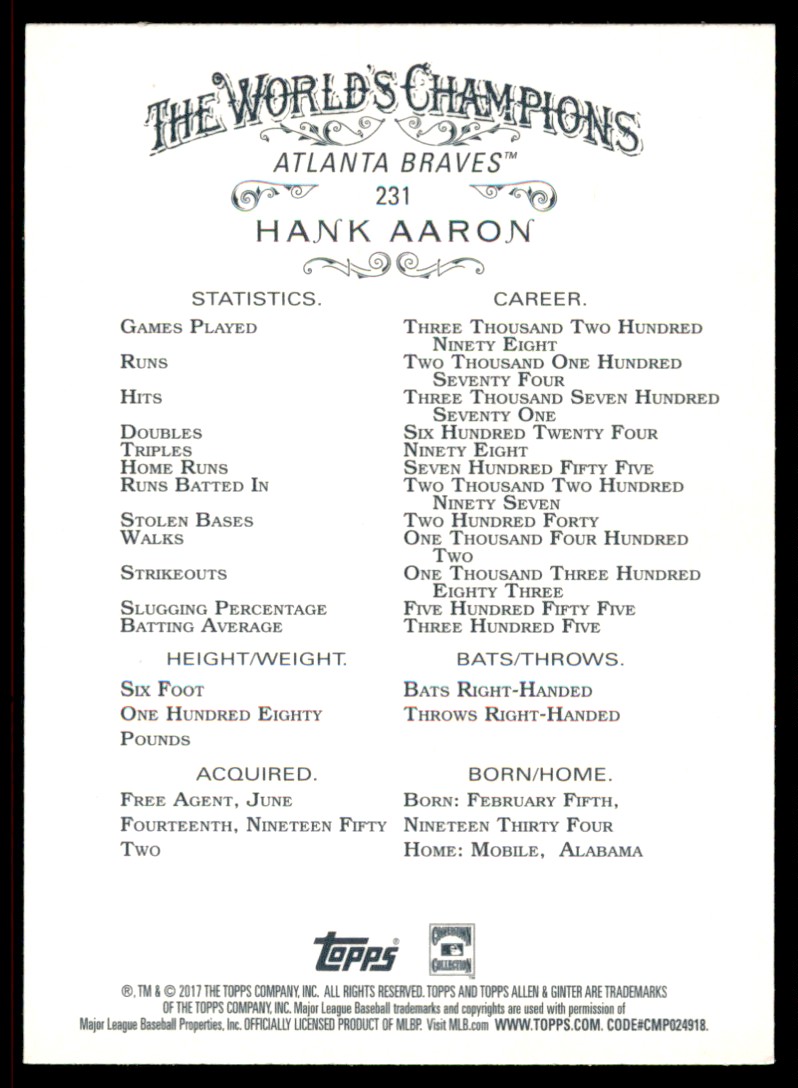 THE WORLD'S CHAMPIONS
ATLANTA BRAVES™
231
HANK AARON
STATISTICS. CAREER.
GAMES PLAYED THREE THOUSAND TWO HUNDRED
NINETY EIGHT
RUNS TWO THOUSAND ONE HUNDRED
SEVENTY FOUR
HITS THREE THOUSAND SEVEN HUNDRED
SEVENTY ONE
DOUBLES SIX HUNDRED TWENTY FOUR
TRIPLES NINETY EIGHT
HOME RUNS SEVEN HUNDRED FIFTY FIVE
RUNS BATTED IN TWO THOUSAND TWO HUNDRED
NINETY SEVEN
STOLEN BASES TWO HUNDRED FORTY
WALKS ONE THOUSAND FOUR HUNDRED
TWO
STRIKEOUTS ONE THOUSAND THREE HUNDRED
EIGHTY THREE
SLUGGING PERCENTAGE FIVE HUNDRED FIFTY FIVE
BATTING AVERAGE THREE HUNDRED FIVE
HEIGHT/WEIGHT. BATS/THROWS.
SIX FOOT BATS RIGHT-HANDED
ONE HUNDRED EIGHTY THROWS RIGHT-HANDED
POUNDS
ACQUIRED. BORN/HOME.
FREE AGENT, JUNE BORN: FEBRUARY FIFTH,
FOURTEENTH, NINETEEN FIFTY NINETEEN THIRTY FOUR
TWO HOME: MOBILE, ALABAMA
topps® COOPERSTOWN
COLLECTION
®, TM & © 2017 THE TOPPS COMPANY, INC. ALL RIGHTS RESERVED. TOPPS AND TOPPS ALLEN & GINTER ARE TRADEMARKS
OF THE TOPPS COMPANY, INC. Major League Baseball trademarks and copyrights are used with permission of
Major League Baseball Properties, Inc. OFFICIALLY LICENSED PRODUCT OF MLBP. Visit MLB.com WWW.TOPPS.COM. CODE#CMP024918.